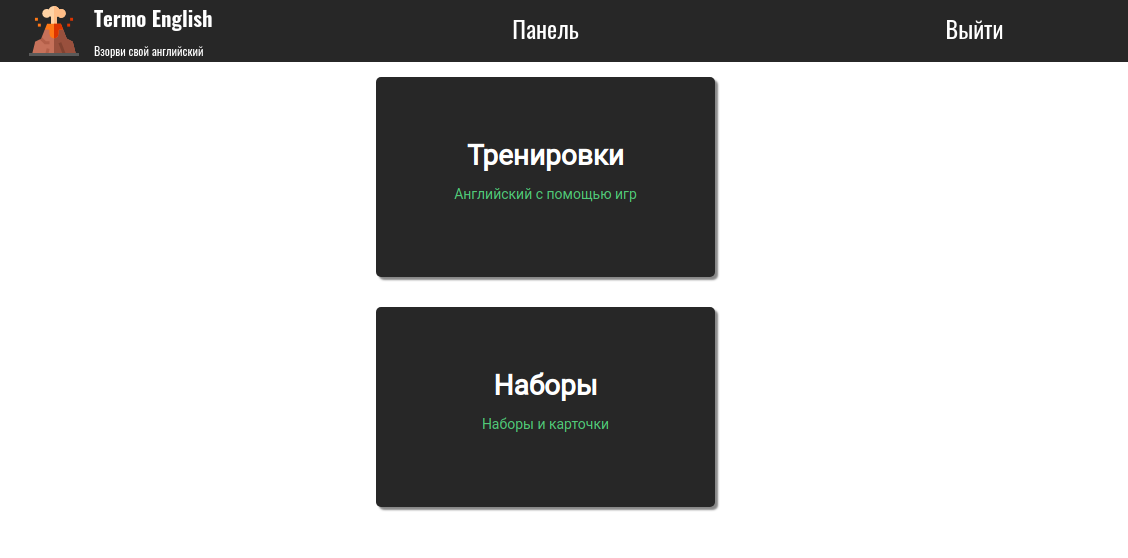 Termo English
Взорви свой английский
Панель
Выйти
Тренировки
Английский с помощью игр
Наборы
Наборы и карточки